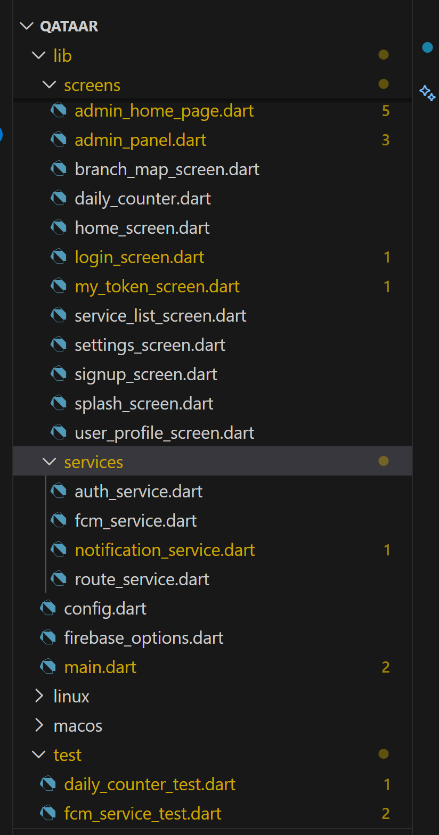 QATAAR
lib
screens
admin_home_page.dart 5
admin_panel.dart 3
branch_map_screen.dart
daily_counter.dart
home_screen.dart
login_screen.dart 1
my_token_screen.dart 1
service_list_screen.dart
settings_screen.dart
signup_screen.dart
splash_screen.dart
user_profile_screen.dart
services
auth_service.dart
fcm_service.dart
notification_service.dart 1
route_service.dart
config.dart
firebase_options.dart
main.dart 2
linux
macos
test
daily_counter_test.dart 1
fcm_service_test.dart 2